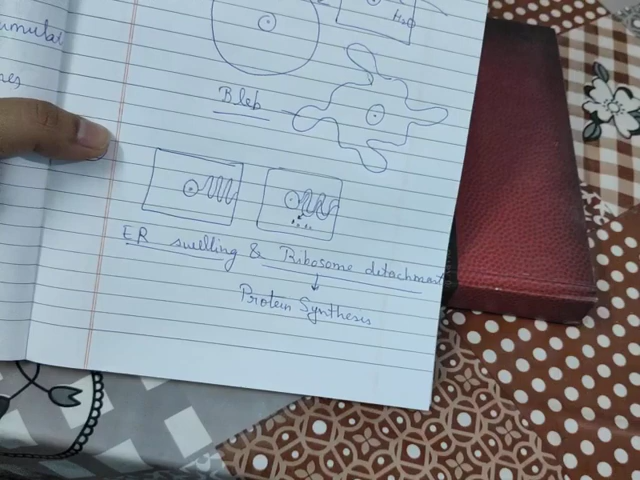 H₂O
Bleb
ER swelling & Ribosome detachment
↓
Protein Synthesis